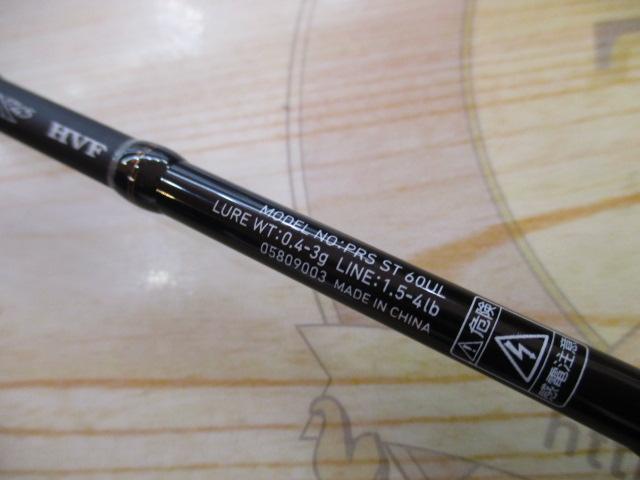 HVF
MODEL NO:PRS ST 60UL
LURE WT:0.4-3g LINE:1.5-4lb
05809003 MADE IN CHINA
危険
感電注意
htt